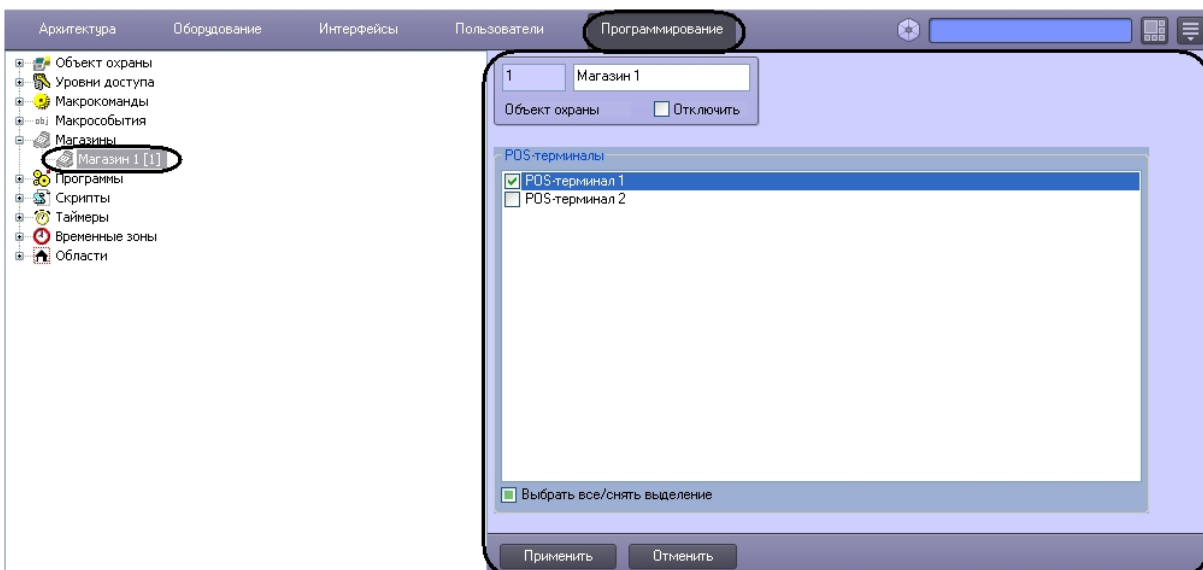 Архитектура Оборудование Интерфейсы Пользователи Программирование
Объект охраны
Уровни доступа
Макрокоманды
obj Макрособытия
Магазины
Магазин 1 [1]
Программы
Скрипты
Таймеры
Временные зоны
Области
1 Магазин 1
Объект охраны Отключить
POS-терминалы
POS-терминал 1
POS-терминал 2
Выбрать все/снять выделение
Применить Отменить